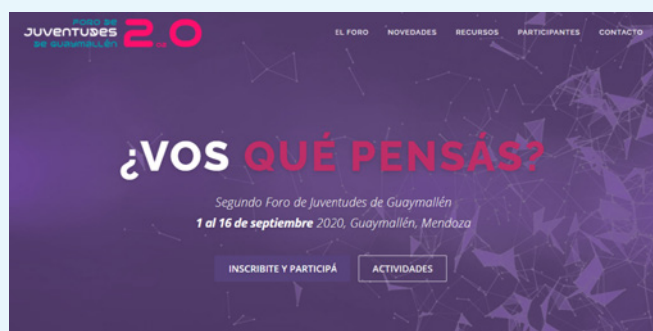 FORO DE
JUVENTUDES
DE GUAYMALLÉN
2.0
EL FORO NOVEDADES RECURSOS PARTICIPANTES CONTACTO
¿VOS QUÉ PENSÁS?
Segundo Foro de Juventudes de Guaymallén
1 al 16 de septiembre 2020, Guaymallén, Mendoza
INSCRIBITE Y PARTICIPÁ ACTIVIDADES